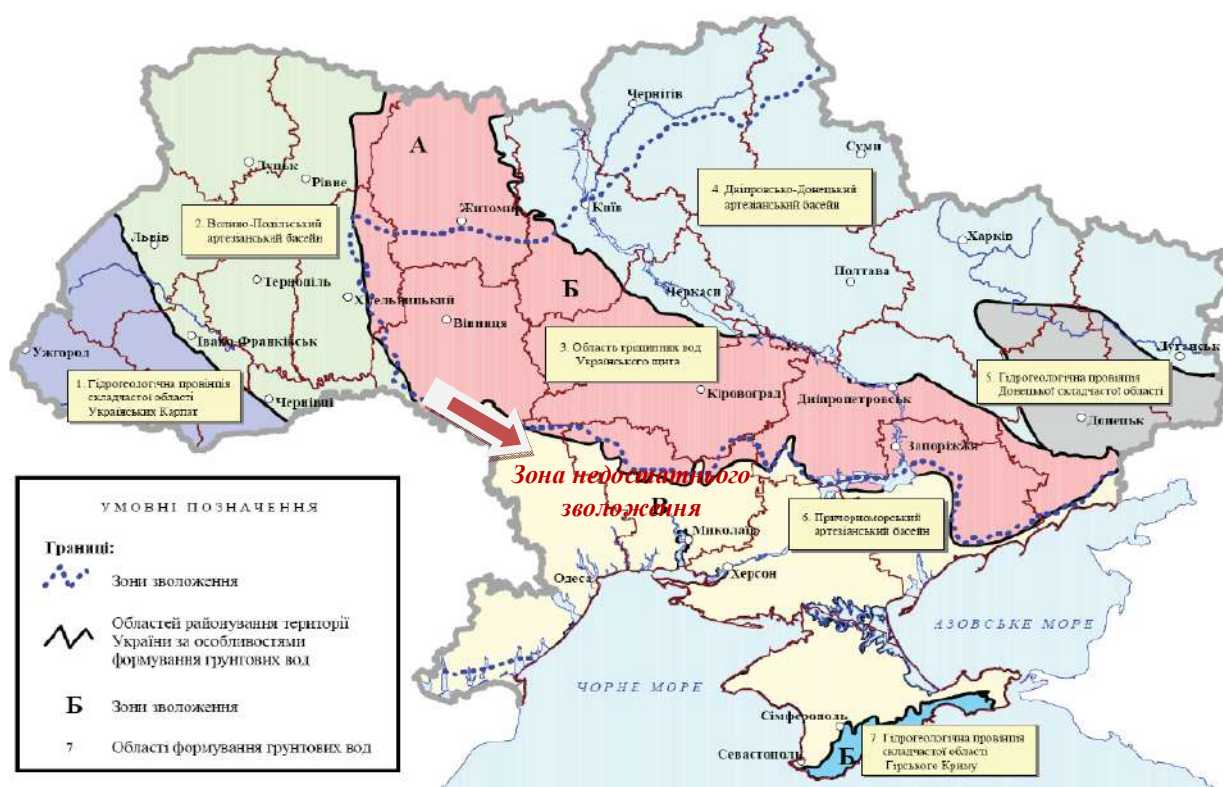 Чернігів
А
Суми
Луцьк
Рівне
4. Дніпровсько-Донецький
артезіанський басейн
2. Волино-Подільський
артезіанський басейн
Житомир
Київ
Львів
Харків
Полтава
Тернопіль
Хмельницький
Б
Черкаси
Вінниця
Івано-Франківськ
3. Область тріщинних вод
Українського щита
Ужгород
Луганськ
1. Гідрогеологічна провінція
складчастої області
Українських Карпат
5. Гідрогеологічна провінція
Донецької складчастої області
Чернівці
Кіровоград
Дніпропетровськ
Донецьк
Запоріжжя
Зона недостатнього
зволоження
В
6. Причорноморський
артезіанський басейн
Миколаїв
Херсон
Одеса
АЗОВСЬКЕ МОРЕ
ЧОРНЕ МОРЕ
Сімферополь
Севастополь
Б
7. Гідрогеологічна провінція
складчастої області
Гірського Криму
УМОВНІ ПОЗНАЧЕННЯ
Границі:
Зони зволоження
Областей районування території
України за особливостями
формування грунтових вод
Б Зони зволоження
7 Області формування грунтових вод